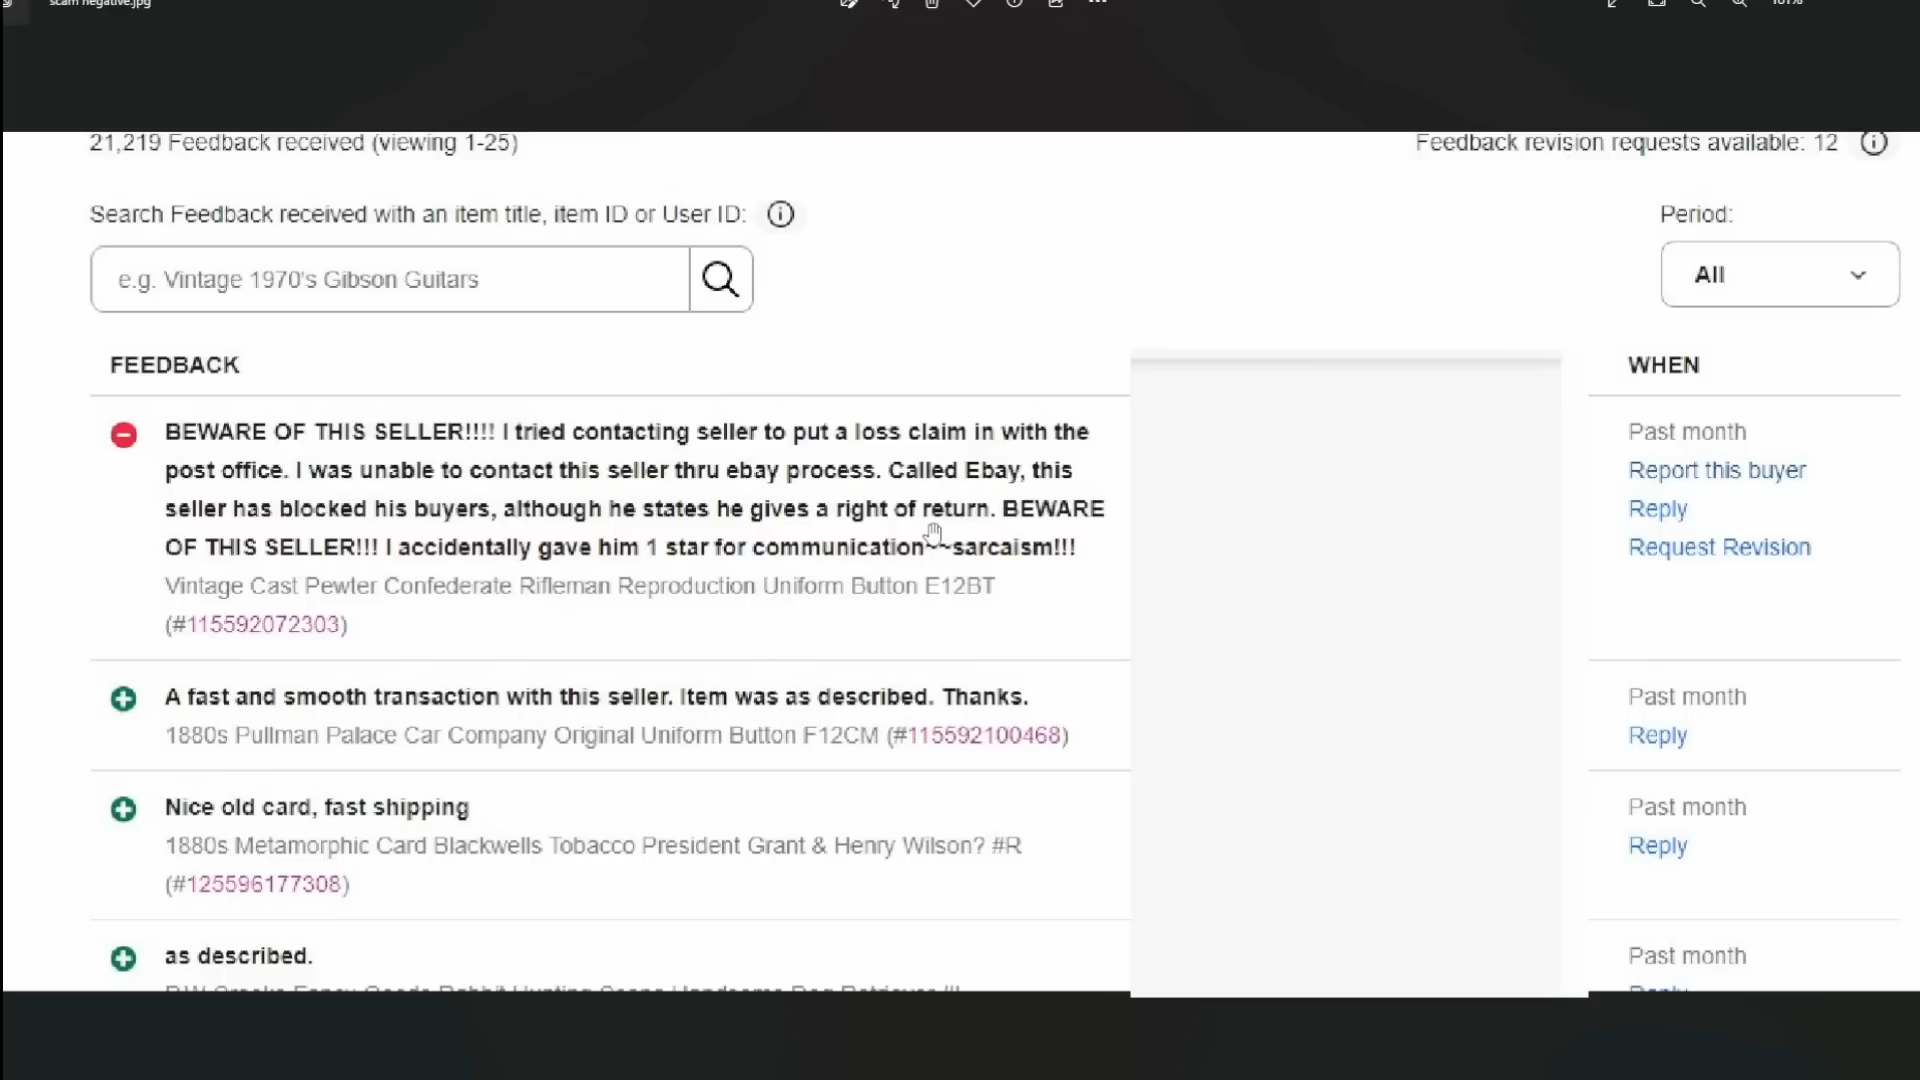 scam negative.jpg
21,219 Feedback received (viewing 1-25)
Feedback revision requests available: 12
Search Feedback received with an item title, item ID or User ID:
Period:
e.g. Vintage 1970's Gibson Guitars
All
FEEDBACK
WHEN
BEWARE OF THIS SELLER!!!! I tried contacting seller to put a loss claim in with the
Past month
post office. I was unable to contact this seller thru ebay process. Called Ebay, this
Report this buyer
seller has blocked his buyers, although he states he gives a right of return. BEWARE
Reply
OF THIS SELLER!!! I accidentally gave him 1 star for communication~~sarcaism!!!
Request Revision
Vintage Cast Pewter Confederate Rifleman Reproduction Uniform Button E12BT
(#115592072303)
A fast and smooth transaction with this seller. Item was as described. Thanks.
Past month
1880s Pullman Palace Car Company Original Uniform Button F12CM (#115592100468)
Reply
Nice old card, fast shipping
Past month
1880s Metamorphic Card Blackwells Tobacco President Grant & Henry Wilson? #R
Reply
(#125596177308)
as described.
Past month
Reply